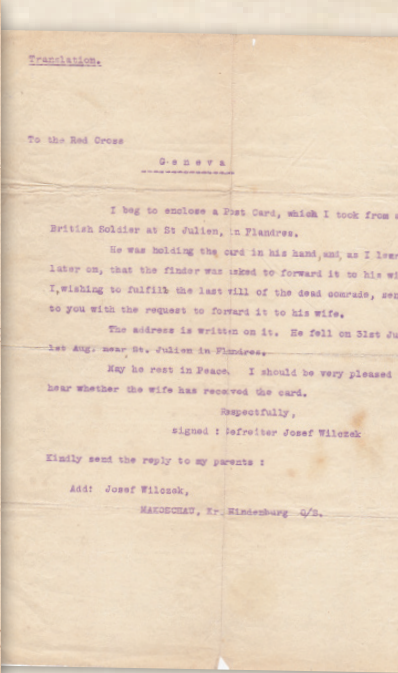 Translation.
To the Red Cross
Geneva
I beg to enclose a Post Card, which I took from a
British Soldier at St Julien, in Flandres.
He was holding the card in his hand,and, as I lear
later on, that the finder was asked to forward it to his wi
I,wishing to fulfill the last will of the dead comrade, sen
to you with the request to forward it to his wife.
The address is written on it. He fell on 31st Ju
1st Aug. near St. Julien in Flandres.
May he rest in Peace. I should be very pleased
hear whether the wife has received the card.
Respectfully,
signed : Gefreiter Josef Wilczek
Kindly send the reply to my parents :
Add: Josef Wilczek,
MAKOSCHAU, Kr. Hindenburg O/S.